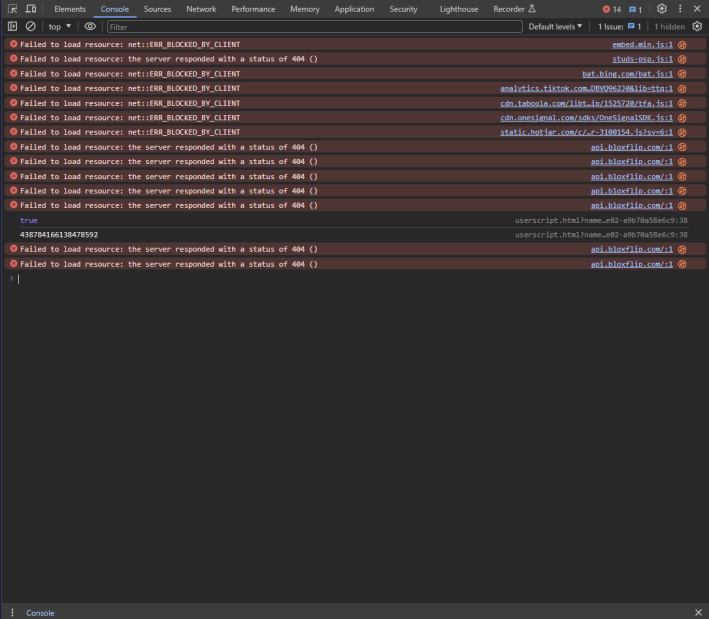 Elements Console Sources Network Performance Memory Application Security Lighthouse Recorder 14 1
top Filter Default levels 1 Issue: 1 1 hidden
Failed to load resource: net::ERR_BLOCKED_BY_CLIENT embed.min.js:1
Failed to load resource: the server responded with a status of 404 () studs-psp.js:1
Failed to load resource: net::ERR_BLOCKED_BY_CLIENT bat.bing.com/bat.js:1
Failed to load resource: net::ERR_BLOCKED_BY_CLIENT analytics.tiktok.com…DBVQ96230&lib=ttq:1
Failed to load resource: net::ERR_BLOCKED_BY_CLIENT cdn.taboola.com/libt…ip/1525720/tfa.js:1
Failed to load resource: net::ERR_BLOCKED_BY_CLIENT cdn.onesignal.com/sdks/OneSignalSDK.js:1
Failed to load resource: net::ERR_BLOCKED_BY_CLIENT static.hotjar.com/c/…r-3100154.js?sv=6:1
Failed to load resource: the server responded with a status of 404 () api.bloxflip.com/:1
Failed to load resource: the server responded with a status of 404 () api.bloxflip.com/:1
Failed to load resource: the server responded with a status of 404 () api.bloxflip.com/:1
Failed to load resource: the server responded with a status of 404 () api.bloxflip.com/:1
Failed to load resource: the server responded with a status of 404 () api.bloxflip.com/:1
true userscript.html?name…e02-a9b70a58e6c9:38
438784166138478592 userscript.html?name…e02-a9b70a58e6c9:38
Failed to load resource: the server responded with a status of 404 () api.bloxflip.com/:1
Failed to load resource: the server responded with a status of 404 () api.bloxflip.com/:1
>
Console